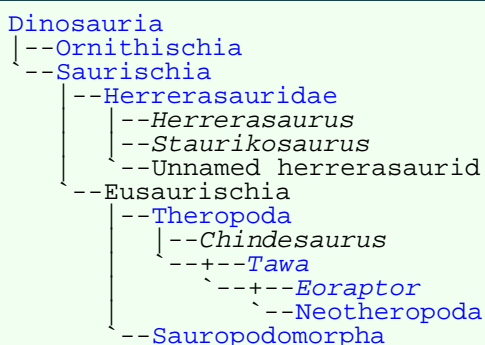 Dinosauria
|--Ornithischia
`--Saurischia
   |--Herrerasauridae
   |  |--Herrerasaurus
   |  |--Staurikosaurus
   |  `--Unnamed herrerasaurid
   `--Eusaurischia
      |--Theropoda
      |  |--Chindesaurus
      |  `--+--Tawa
      |     `--+--Eoraptor
      |        `--Neotheropoda
      `--Sauropodomorpha